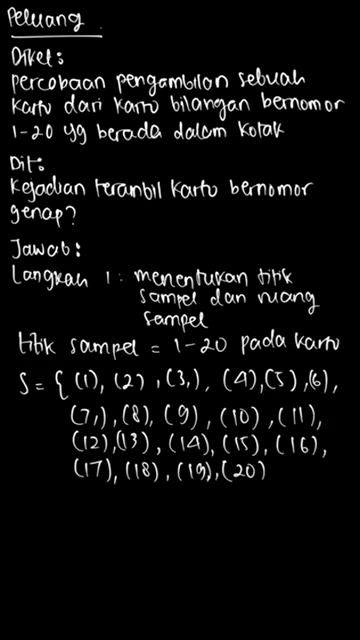 Peluang
Diket:
percobaan pengambilan sebuah
kartu dari kartu bilangan bernomor
1-20 yg berada dalam kotak
Dit:
Kejadian terambil kartu bernomor
genap?
Jawab:
Langkah 1: menentukan titik
sampel dan ruang
sampel
titik sampel = 1-20 pada kartu
S = { (1), (2), (3,), (4), (5), (6),
(7,), (8), (9), (10), (11),
(12), (13), (14), (15), (16),
(17), (18), (19), (20)